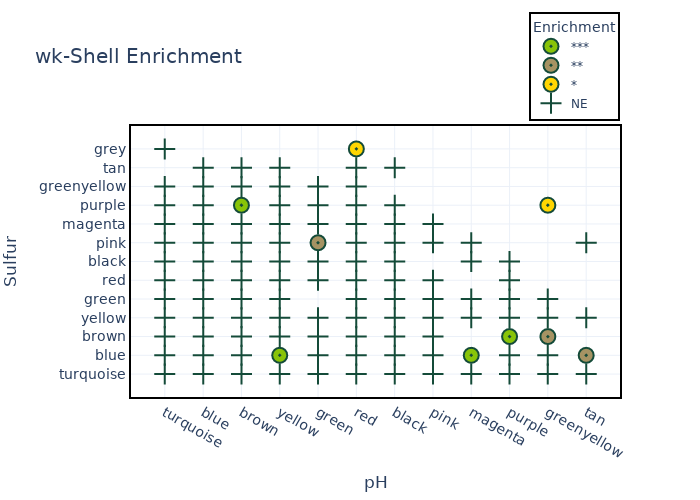 wk-Shell Enrichment
Enrichment
***
**
*
NE
Sulfur
grey
tan
greenyellow
purple
magenta
pink
black
red
green
yellow
brown
blue
turquoise
turquoise
blue
brown
yellow
green
red
black
pink
magenta
purple
greenyellow
tan
pH